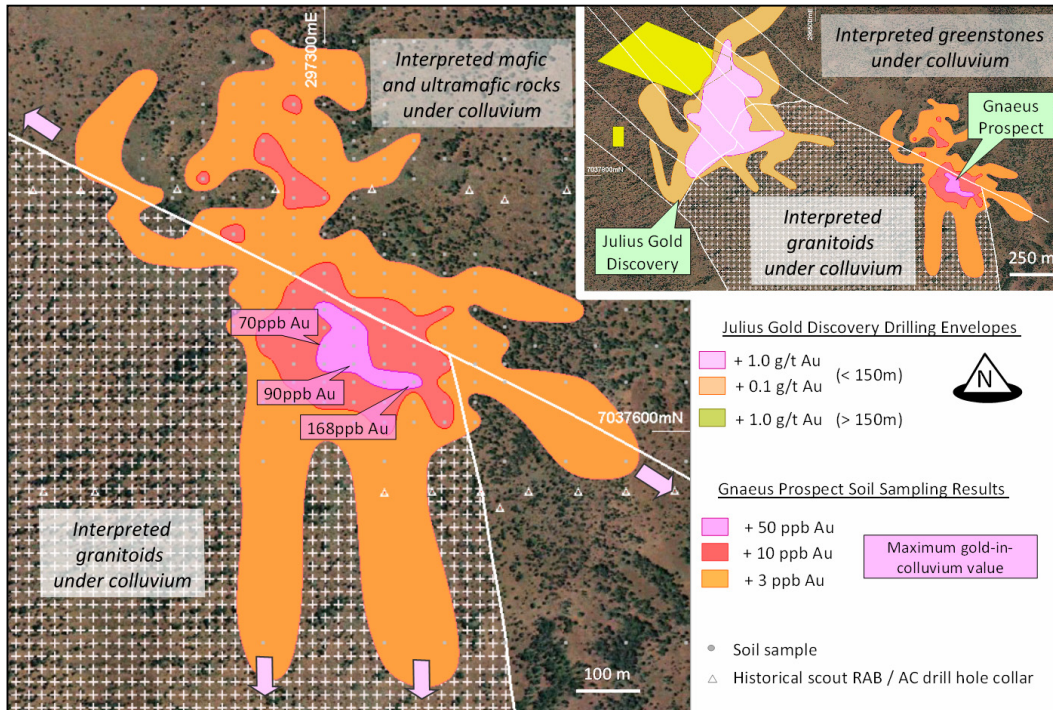 297300mE
Interpreted mafic
and ultramafic rocks
under colluvium
70ppb Au
90ppb Au
168ppb Au
7037600mN
Interpreted
granitoids
under colluvium
100 m
Interpreted greenstones
under colluvium
Gnaeus
Prospect
7037800mN
Julius Gold
Discovery
Interpreted
granitoids
under colluvium
250 m
Julius Gold Discovery Drilling Envelopes
+ 1.0 g/t Au
+ 0.1 g/t Au
(< 150m)
+ 1.0 g/t Au (> 150m)
N
Gnaeus Prospect Soil Sampling Results
+ 50 ppb Au
+ 10 ppb Au
+ 3 ppb Au
Maximum gold-in-
colluvium value
Soil sample
Historical scout RAB / AC drill hole collar